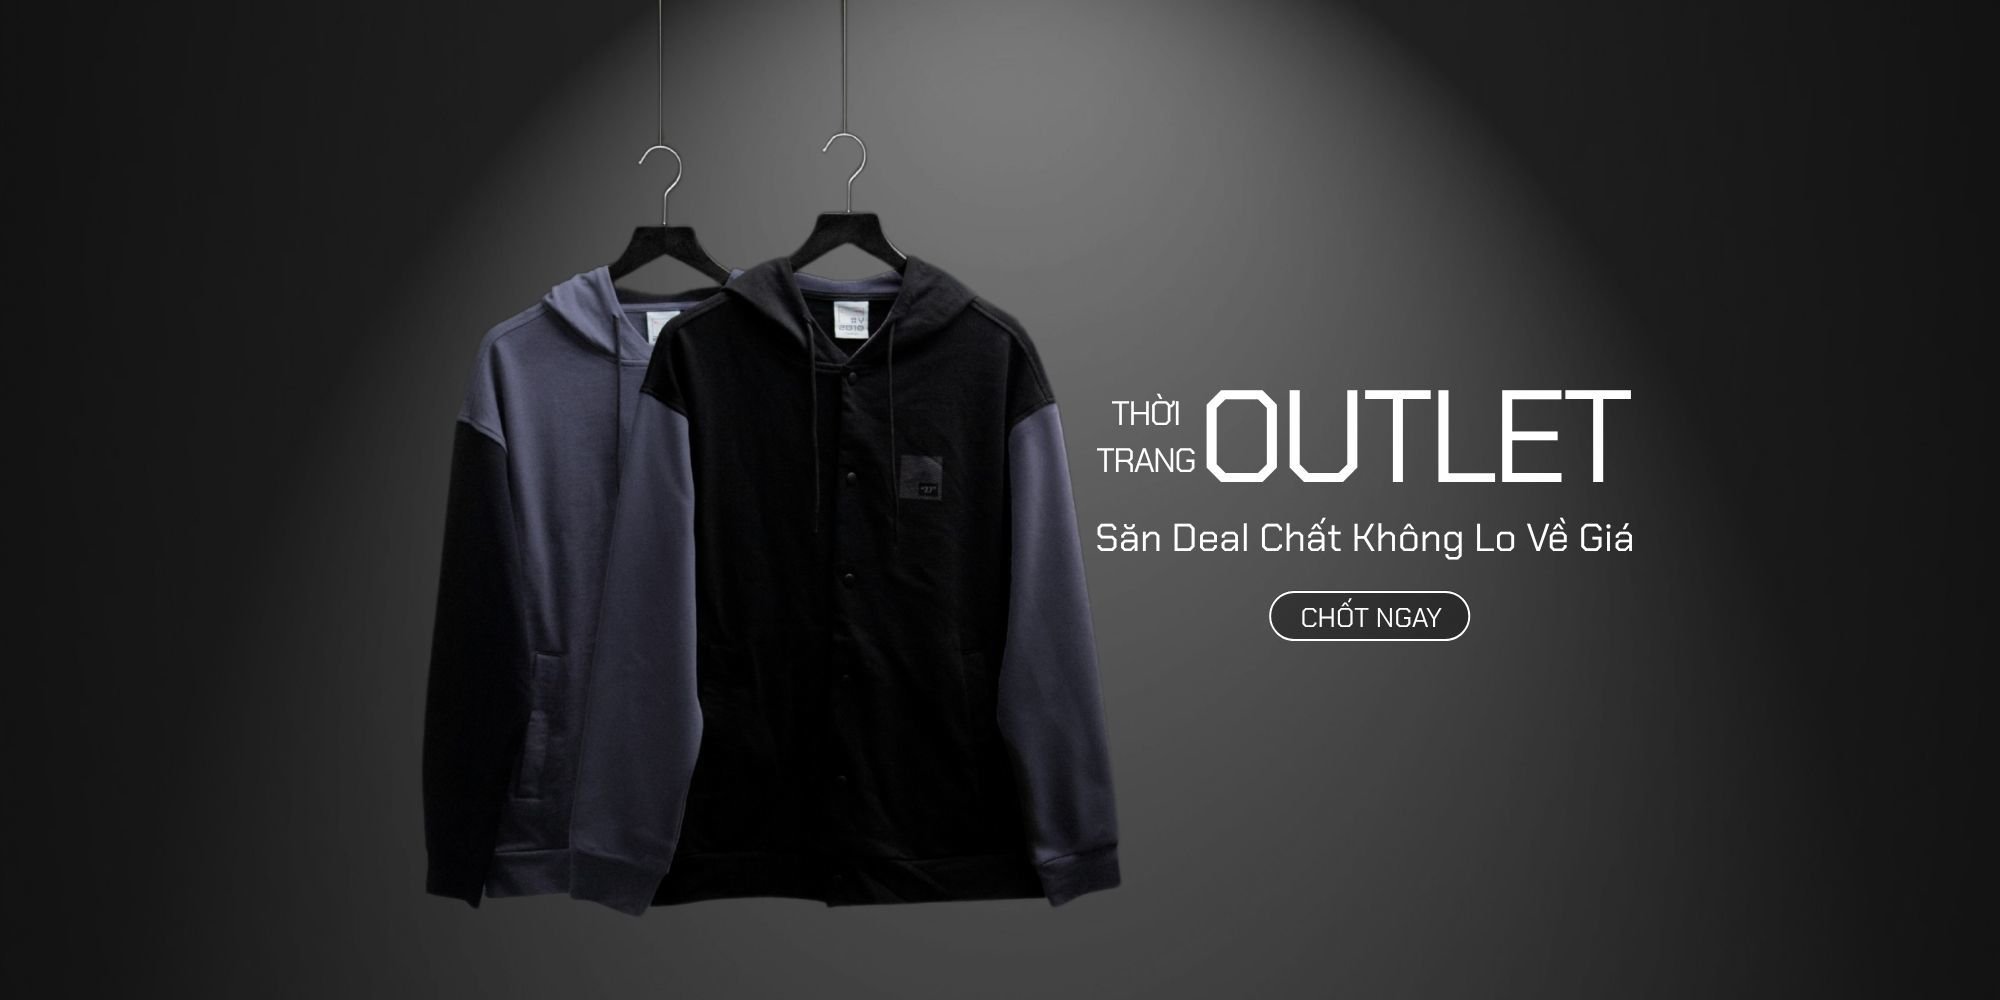 THỜI
TRANG
OUTLET
Săn Deal Chất Không Lo Về Giá
CHỐT NGAY